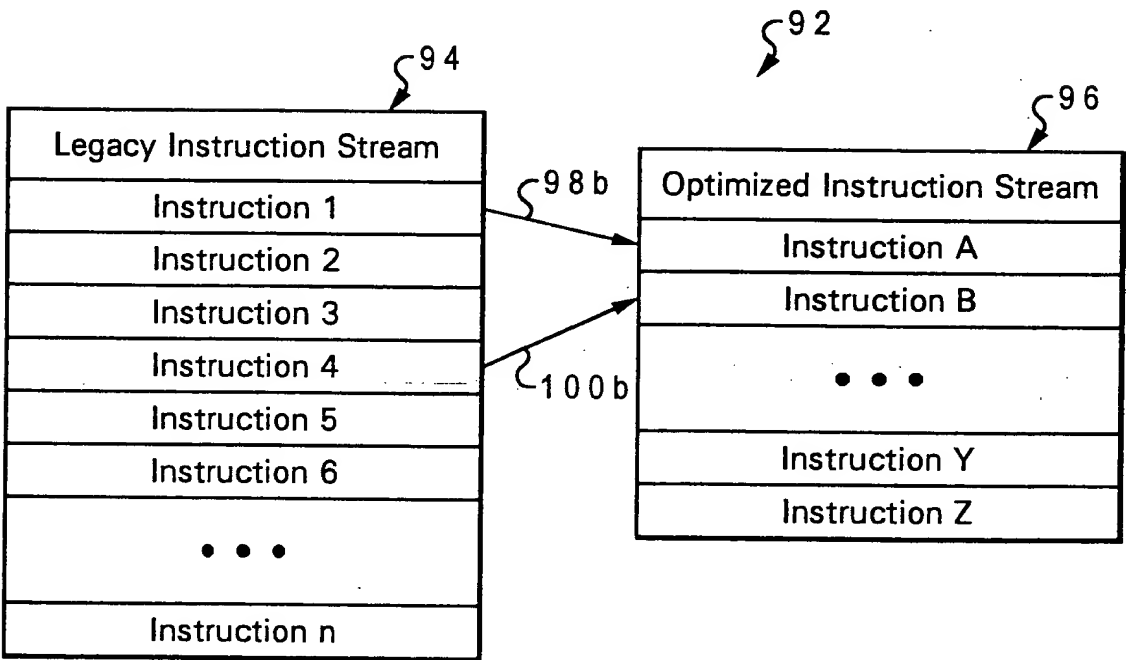 92
94
Legacy Instruction Stream
Instruction 1
Instruction 2
Instruction 3
Instruction 4
Instruction 5
Instruction 6
• • •
Instruction n
98b
100b
96
Optimized Instruction Stream
Instruction A
Instruction B
• • •
Instruction Y
Instruction Z